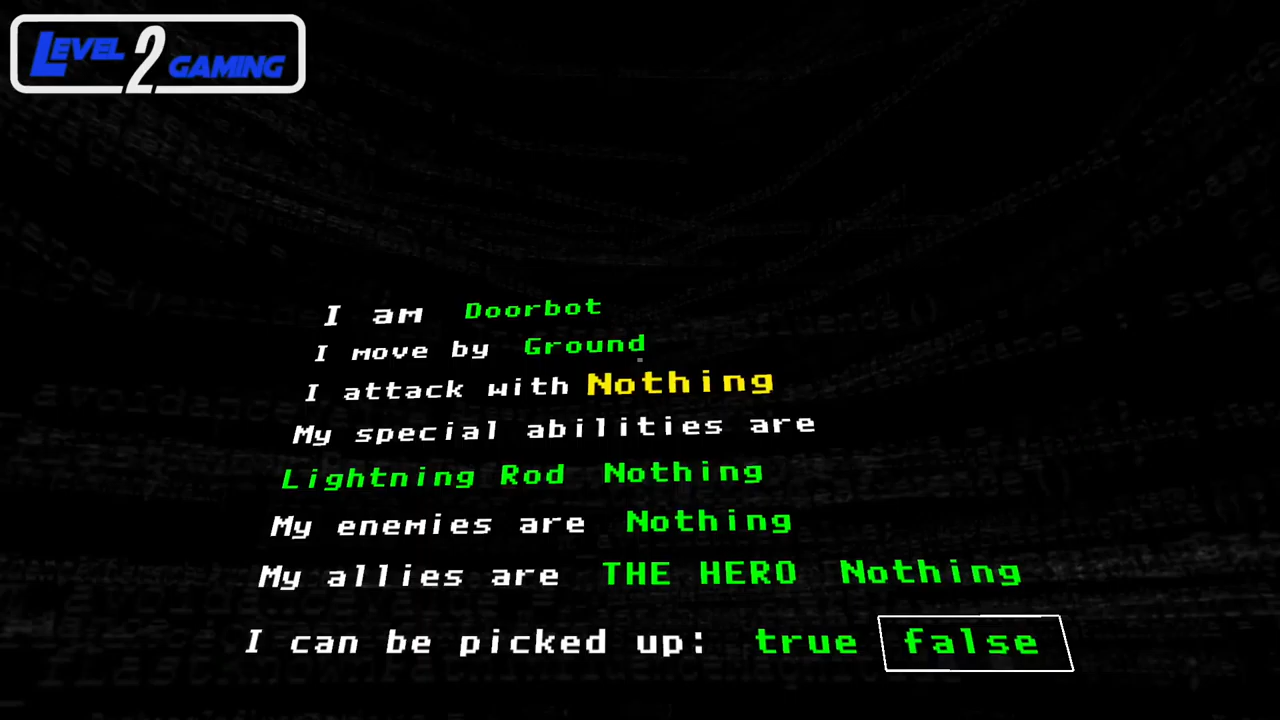 LEVEL 2 GAMING
I am Doorbot
I move by Ground
I attack with Nothing
My special abilities are
Lightning Rod Nothing
My enemies are Nothing
My allies are THE HERO Nothing
I can be picked up: true false